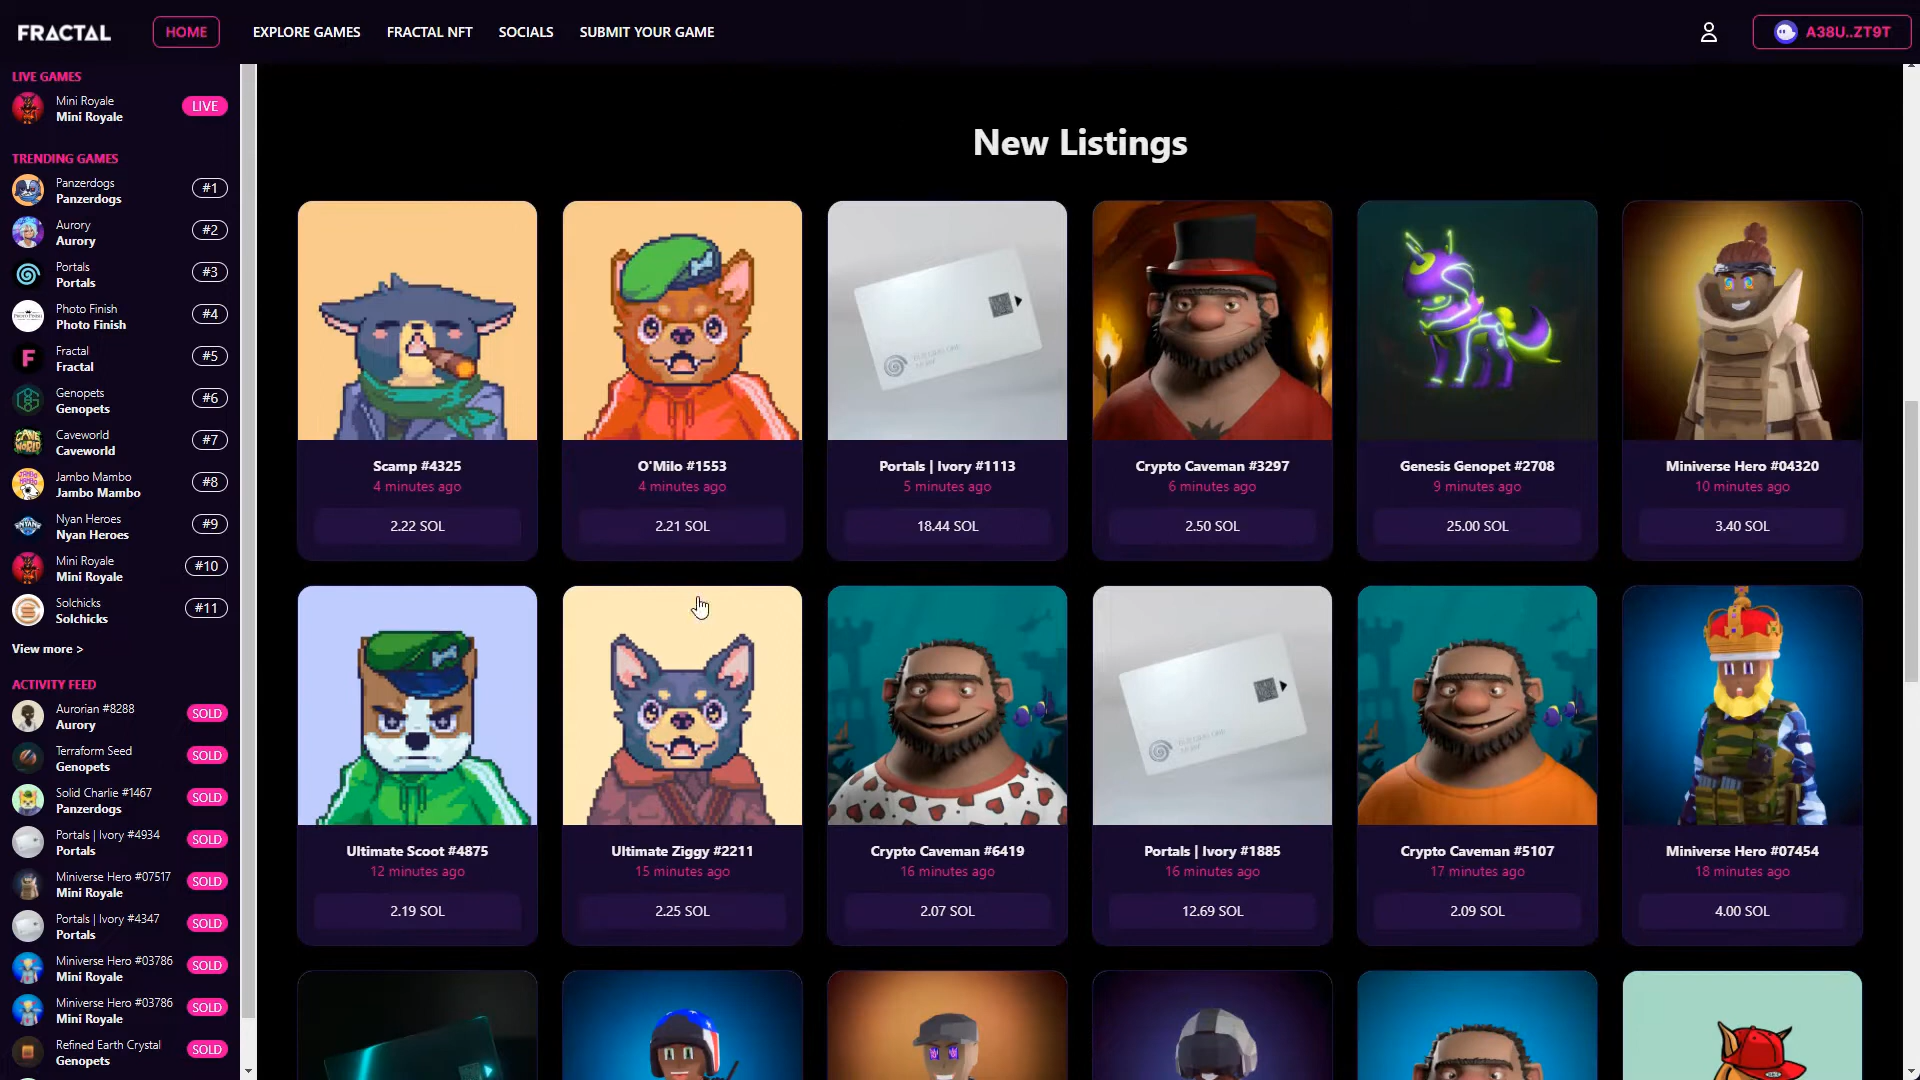 FRACTAL
HOME
EXPLORE GAMES
FRACTAL NFT
SOCIALS
SUBMIT YOUR GAME
A38U..ZT9T
LIVE GAMES
Mini Royale
Mini Royale
LIVE
TRENDING GAMES
Panzerdogs
Panzerdogs
#1
Aurory
Aurory
#2
Portals
Portals
#3
Photo Finish
Photo Finish
#4
Fractal
Fractal
#5
Genopets
Genopets
#6
Caveworld
Caveworld
#7
Jambo Mambo
Jambo Mambo
#8
Nyan Heroes
Nyan Heroes
#9
Mini Royale
Mini Royale
#10
Solchicks
Solchicks
#11
View more >
ACTIVITY FEED
Aurorian #8288
Aurory
SOLD
Terraform Seed
Genopets
SOLD
Solid Charlie #1467
Panzerdogs
SOLD
Portals | Ivory #4934
Portals
SOLD
Miniverse Hero #07517
Mini Royale
SOLD
Portals | Ivory #4347
Portals
SOLD
Miniverse Hero #03786
Mini Royale
SOLD
Miniverse Hero #03786
Mini Royale
SOLD
Refined Earth Crystal
Genopets
SOLD
New Listings
Scamp #4325
4 minutes ago
2.22 SOL
O'Milo #1553
4 minutes ago
2.21 SOL
Portals | Ivory #1113
5 minutes ago
18.44 SOL
Crypto Caveman #3297
6 minutes ago
2.50 SOL
Genesis Genopet #2708
9 minutes ago
25.00 SOL
Miniverse Hero #04320
10 minutes ago
3.40 SOL
Ultimate Scoot #4875
12 minutes ago
2.19 SOL
Ultimate Ziggy #2211
15 minutes ago
2.25 SOL
Crypto Caveman #6419
16 minutes ago
2.07 SOL
Portals | Ivory #1885
16 minutes ago
12.69 SOL
Crypto Caveman #5107
17 minutes ago
2.09 SOL
Miniverse Hero #07454
18 minutes ago
4.00 SOL